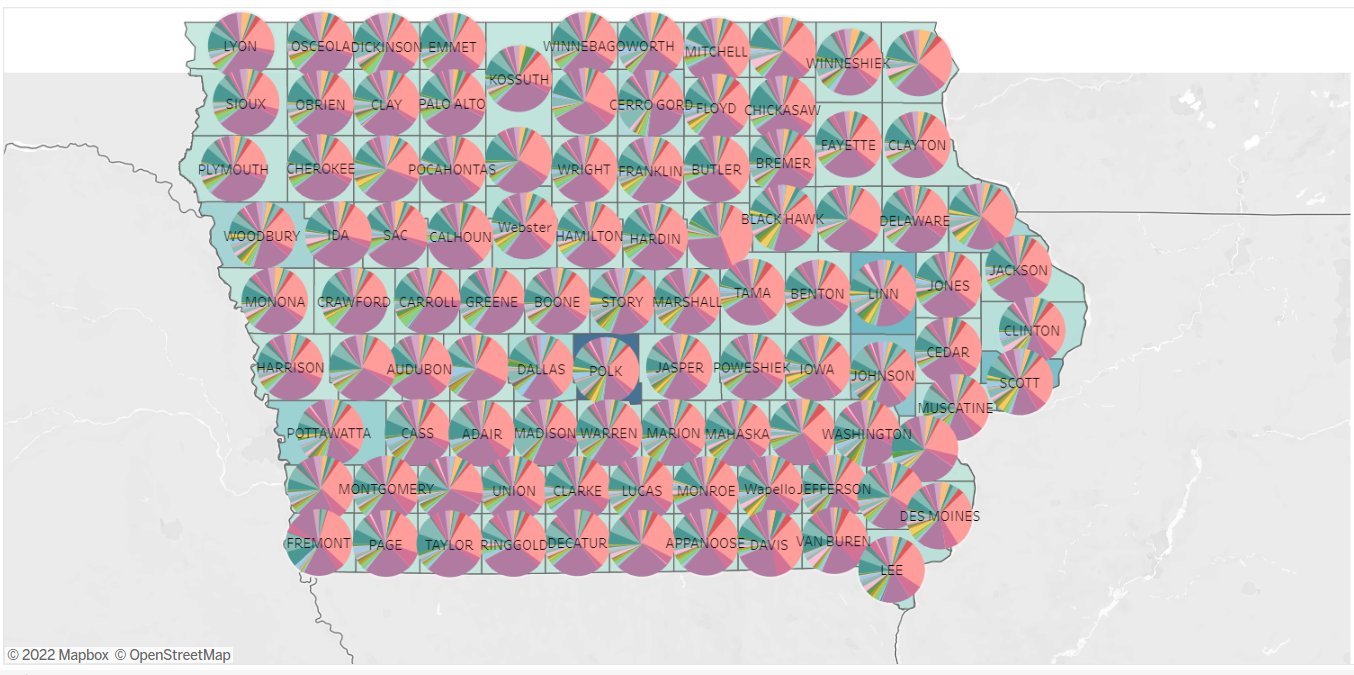 LYON OSCEOLA DICKINSON EMMET WINNEBAGO WORTH MITCHELL
WINNESHIEK
KOSSUTH
SIOUX OBRIEN CLAY PALO ALTO CERRO GORD FLOYD CHICKASAW
FAYETTE CLAYTON
PLYMOUTH CHEROKEE POCAHONTAS WRIGHT FRANKLIN BUTLER BREMER
BLACK HAWK DELAWARE
WOODBURY IDA SAC CALHOUN Webster HAMILTON HARDIN
JACKSON
MONONA CRAWFORD CARROLL GREENE BOONE STORY MARSHALL TAMA BENTON LINN JONES
CLINTON
CEDAR
HARRISON AUDUBON DALLAS POLK JASPER POWESHIEK IOWA JOHNSON SCOTT
MUSCATINE
POTTAWATTA CASS ADAIR MADISON WARREN MARION MAHASKA WASHINGTON
MONTGOMERY UNION CLARKE LUCAS MONROE Wapello JEFFERSON
DES MOINES
FREMONT PAGE TAYLOR RINGGOLD DECATUR APPANOOSE DAVIS VAN BUREN
LEE
© 2022 Mapbox © OpenStreetMap